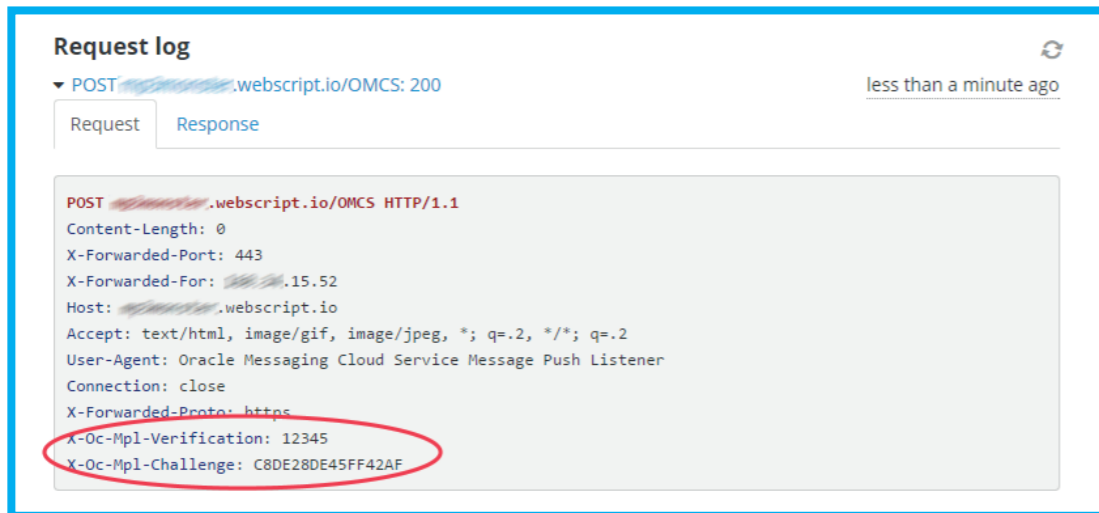 Request log
POST .webscript.io/OMCS: 200
less than a minute ago
Request Response
POST .webscript.io/OMCS HTTP/1.1
Content-Length: 0
X-Forwarded-Port: 443
X-Forwarded-For: .15.52
Host: .webscript.io
Accept: text/html, image/gif, image/jpeg, *; q=.2, */*; q=.2
User-Agent: Oracle Messaging Cloud Service Message Push Listener
Connection: close
X-Forwarded-Proto: https
X-Oc-Mpl-Verification: 12345
X-Oc-Mpl-Challenge: C8DE28DE45FF42AF